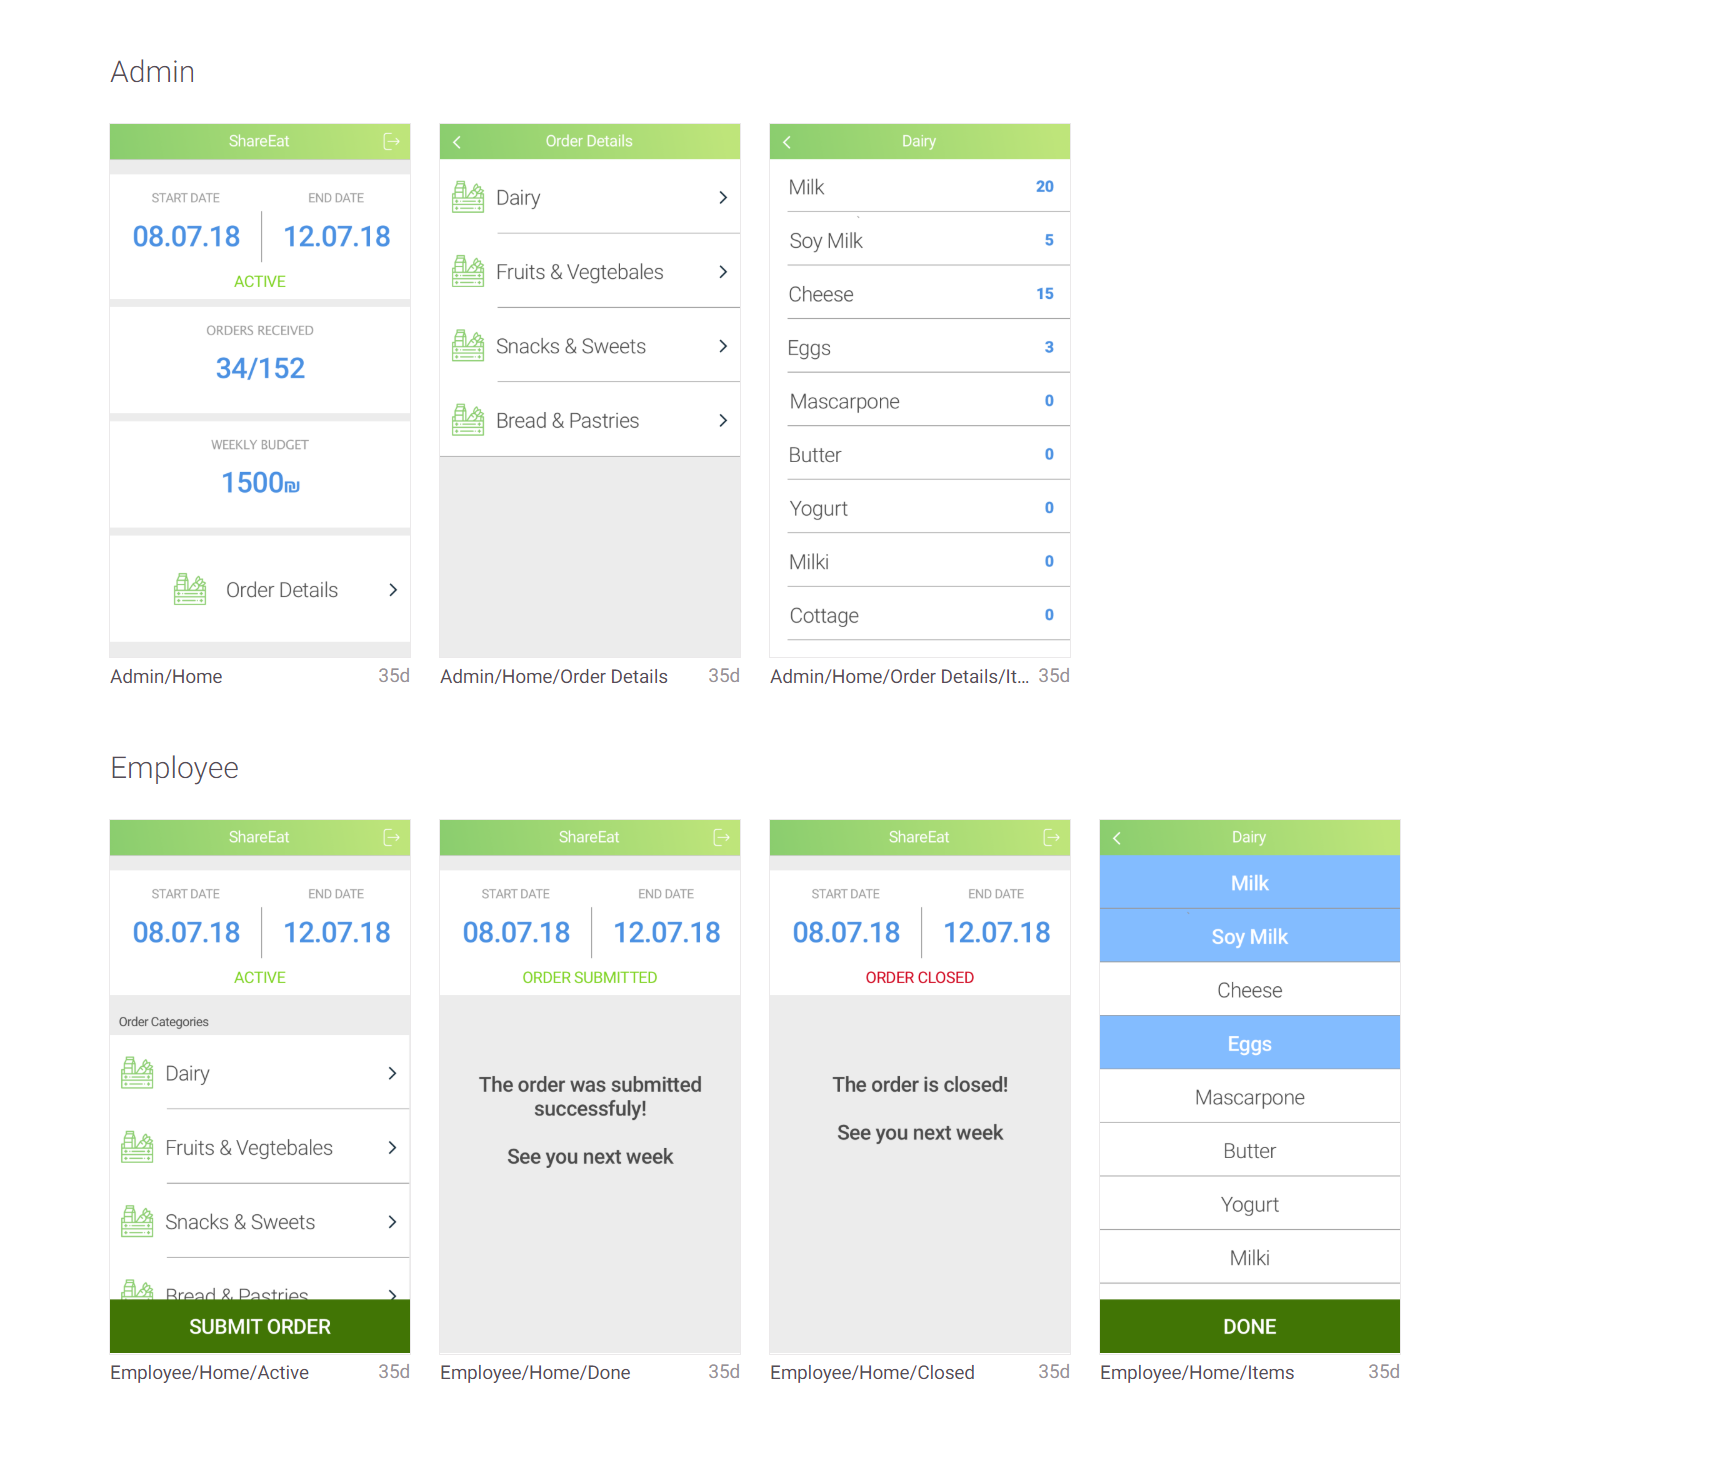 Admin
ShareEat
START DATE
END DATE
08.07.18
12.07.18
ACTIVE
ORDERS RECEIVED
34/152
WEEKLY BUDGET
1500₪
Order Details
Admin/Home 35d
Order Details
Dairy
Fruits & Vegtebales
Snacks & Sweets
Bread & Pastries
Admin/Home/Order Details 35d
Dairy
Milk 20
Soy Milk 5
Cheese 15
Eggs 3
Mascarpone 0
Butter 0
Yogurt 0
Milki 0
Cottage 0
Admin/Home/Order Details/It... 35d
Employee
ShareEat
START DATE
END DATE
08.07.18
12.07.18
ACTIVE
Order Categories
Dairy
Fruits & Vegtebales
Snacks & Sweets
Bread & Pastries
SUBMIT ORDER
Employee/Home/Active 35d
ShareEat
START DATE
END DATE
08.07.18
12.07.18
ORDER SUBMITTED
The order was submitted
successfuly!
See you next week
Employee/Home/Done 35d
ShareEat
START DATE
END DATE
08.07.18
12.07.18
ORDER CLOSED
The order is closed!
See you next week
Employee/Home/Closed 35d
Dairy
Milk
Soy Milk
Cheese
Eggs
Mascarpone
Butter
Yogurt
Milki
DONE
Employee/Home/Items 35d